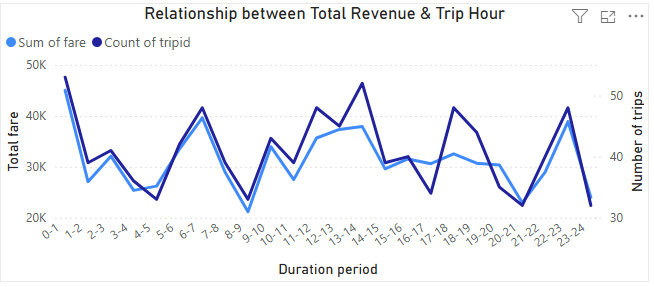 Relationship between Total Revenue & Trip Hour
Sum of fare Count of tripid
50K
40K
30K
20K
50
40
30
Total fare
Number of trips
0-1 1-2 2-3 3-4 4-5 5-6 6-7 7-8 8-9 9-10 10-11 11-12 12-13 13-14 14-15 15-16 16-17 17-18 18-19 19-20 20-21 21-22 22-23 23-24
Duration period